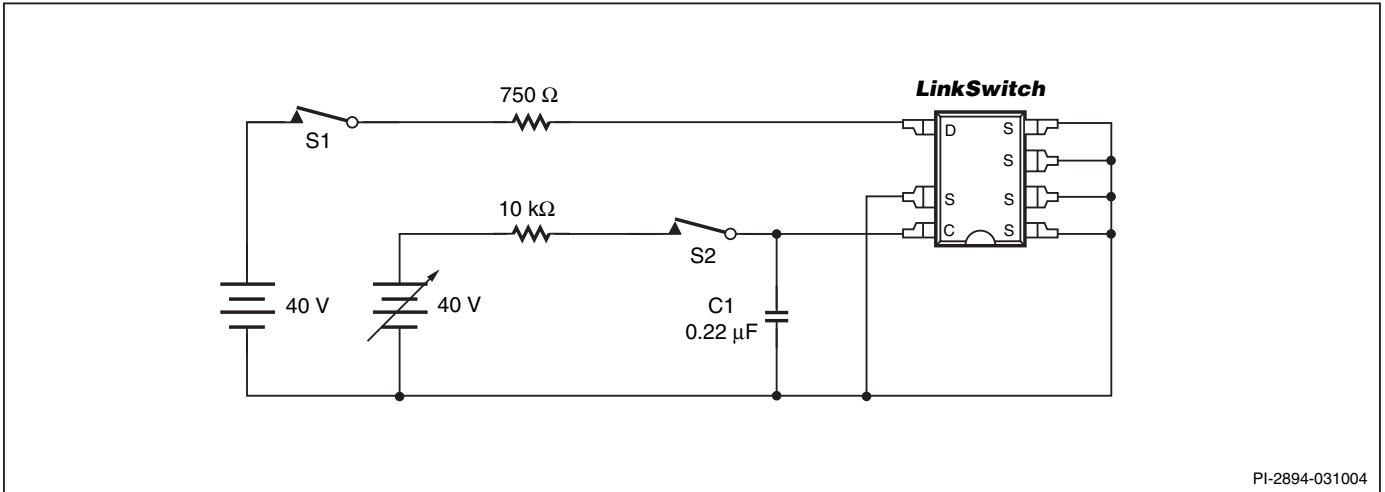 LinkSwitch
750 Ω
S1
D
S
S
10 kΩ
S
S
S2
C
S
40 V
40 V
C1
0.22 µF
PI-2894-031004